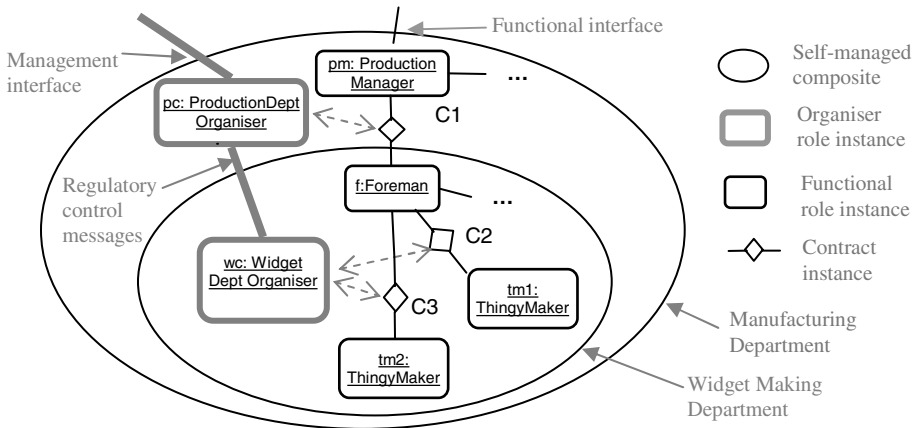 Functional interface
Management
interface
pm: Production
Manager
...
pc: ProductionDept
Organiser
C1
Regulatory
control
messages
f:Foreman
...
C2
wc: Widget
Dept Organiser
C3
tm1:
ThingyMaker
tm2:
ThingyMaker
Self-managed
composite
Organiser
role instance
Functional
role instance
Contract
instance
Manufacturing
Department
Widget Making
Department